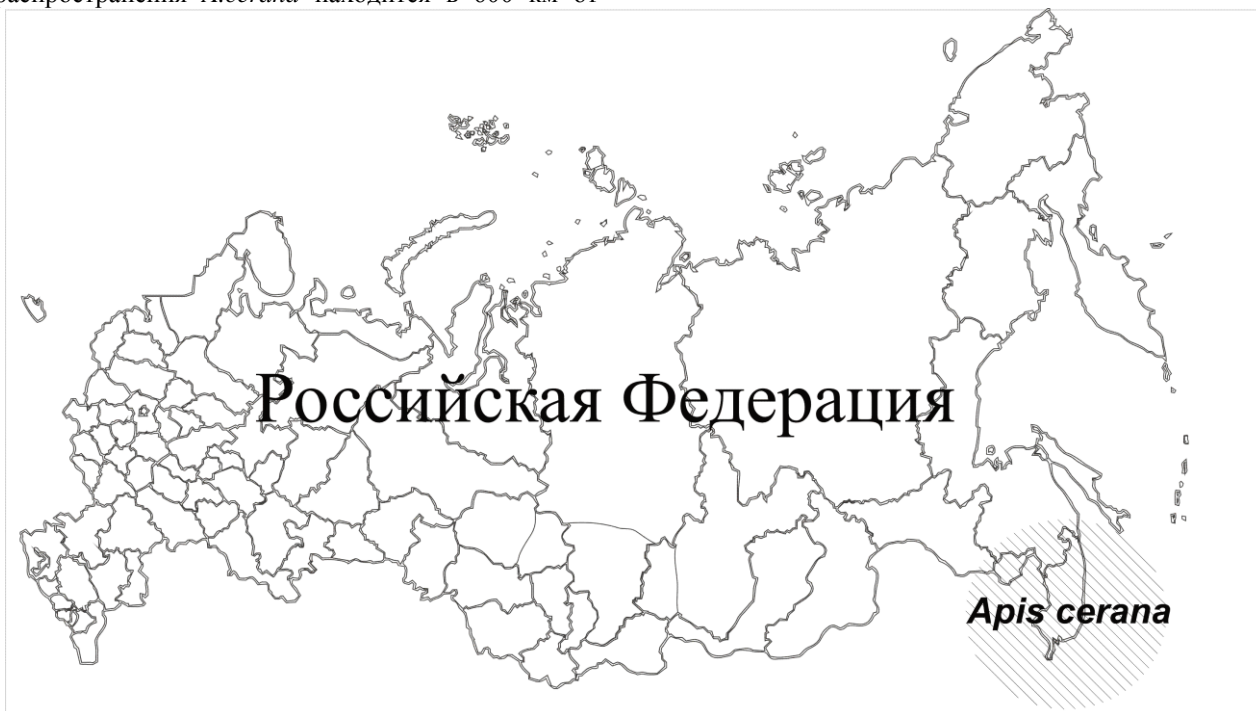 распространения A.cerana находится в 600 км от
Российская Федерация
Apis cerana